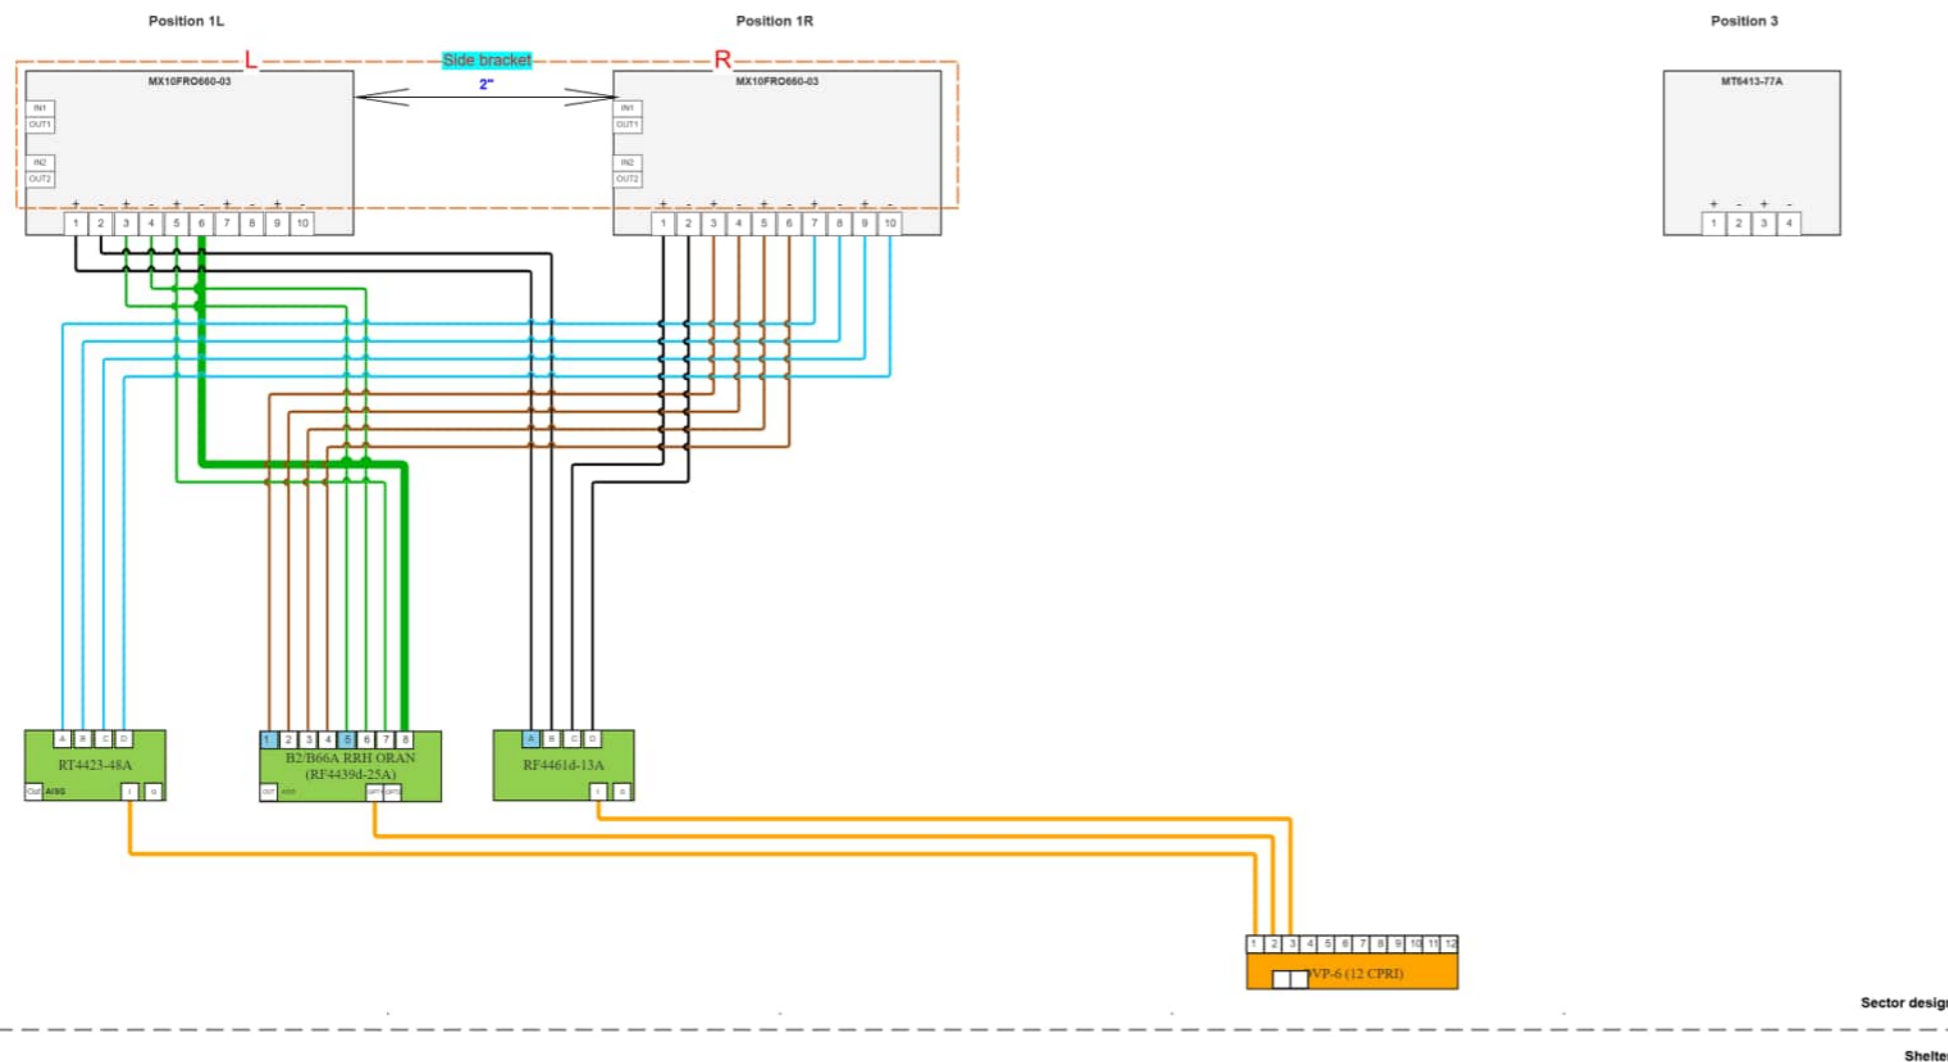 Position 1L
Position 1R
Position 3
L
Side bracket
R
MX10FRO660-03
2"
MX10FRO660-03
MT6413-77A
IN1
OUT1
IN2
OUT2
IN1
OUT1
IN2
OUT2
+ - + - + - + - + -
1 2 3 4 5 6 7 8 9 10
+ - + - + - + - + -
1 2 3 4 5 6 7 8 9 10
+ - + -
1 2 3 4
A B C D
RT4423-48A
Out AISG I
1 2 3 4 5 6 7 8
B2/B66A RRH ORAN
(RF4439d-25A)
OUT
A B C D
RF4461d-13A
I
1 2 3 4 5 6 7 8 9 10 11 12
VP-6 (12 CPRI)
Sector design
Shelter